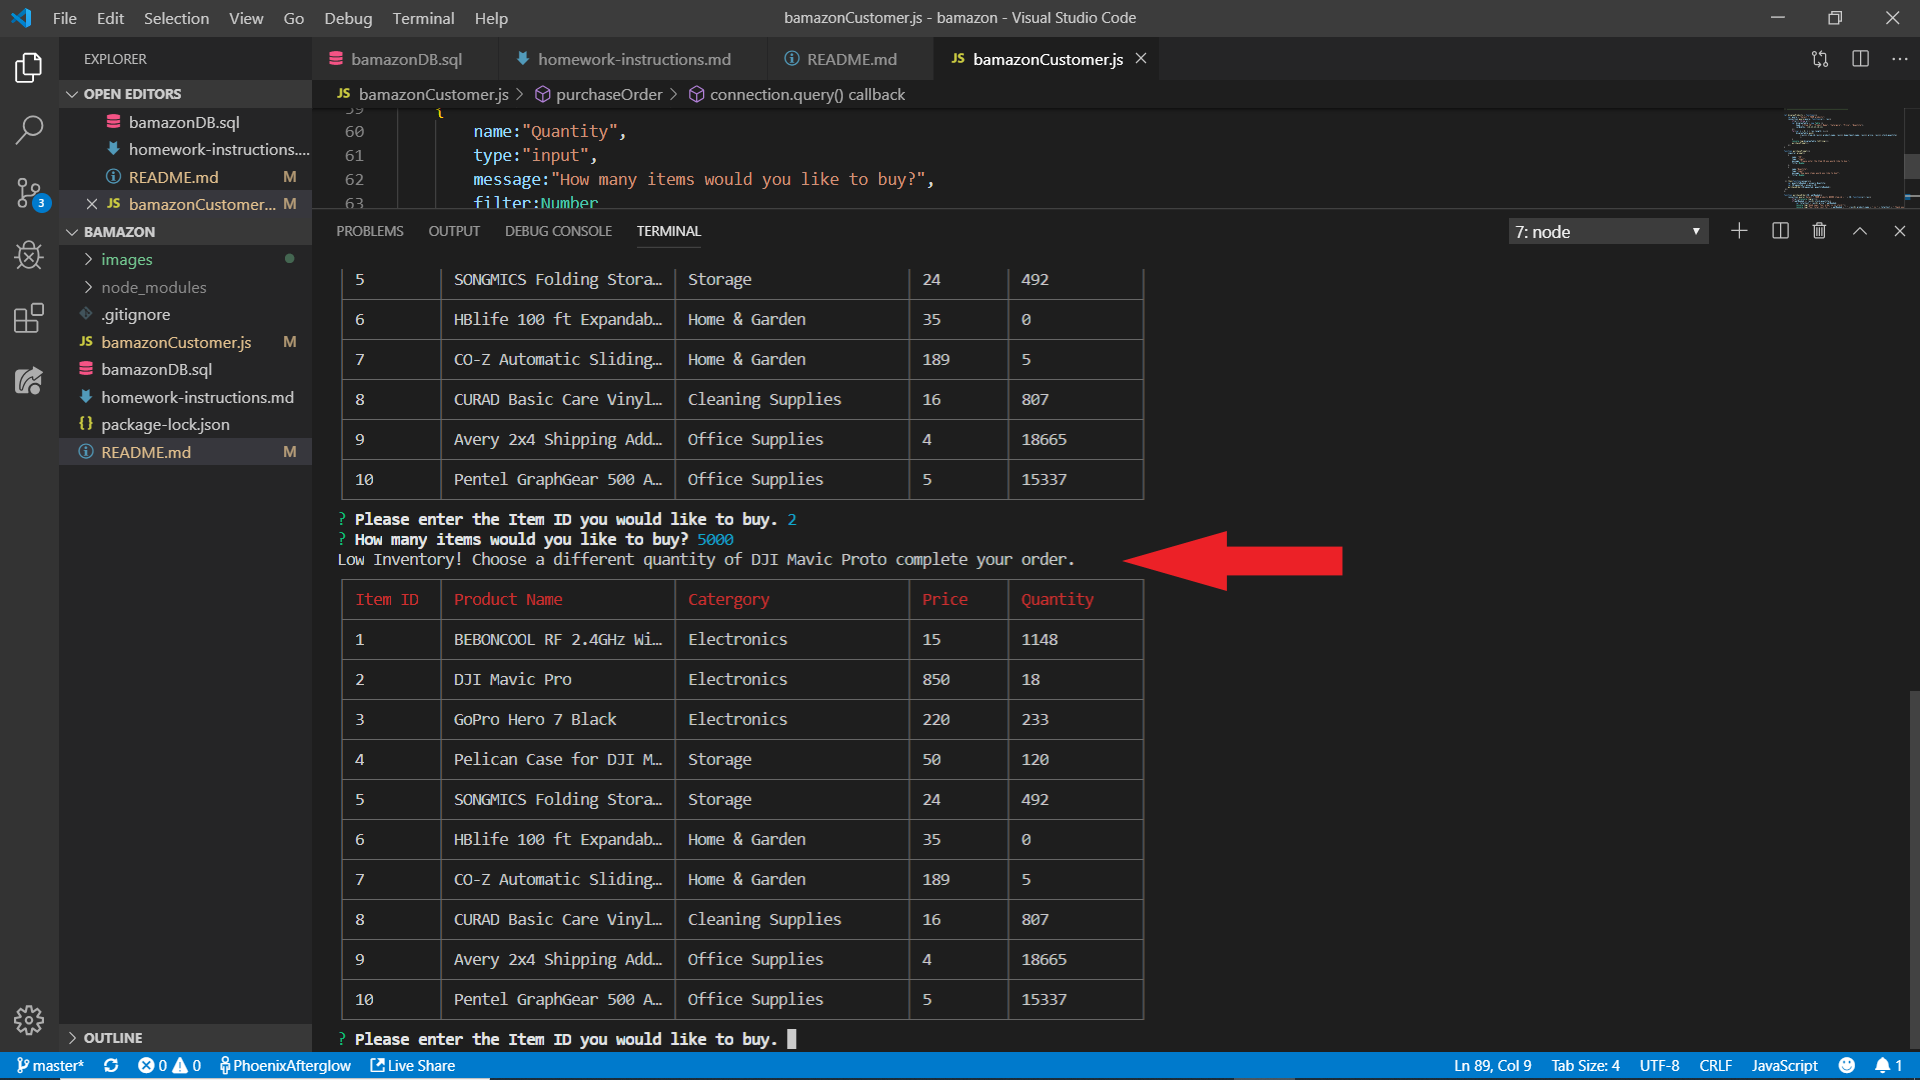 File Edit Selection View Go Debug Terminal Help
bamazonCustomer.js - bamazon - Visual Studio Code
EXPLORER
OPEN EDITORS
bamazonDB.sql
homework-instructions....
README.md M
bamazonCustomer... M
BAMAZON
images
node_modules
.gitignore
bamazonCustomer.js M
bamazonDB.sql
homework-instructions.md
package-lock.json
README.md M
OUTLINE
3
bamazonDB.sql homework-instructions.md README.md JS bamazonCustomer.js
JS bamazonCustomer.js > purchaseOrder > connection.query() callback
59 {
60 name:"Quantity",
61 type:"input",
62 message:"How many items would you like to buy?",
63 filter:Number
PROBLEMS OUTPUT DEBUG CONSOLE TERMINAL 7: node
5 SONGMICS Folding Stora… Storage 24 492
6 HBlife 100 ft Expandab… Home & Garden 35 0
7 CO-Z Automatic Sliding… Home & Garden 189 5
8 CURAD Basic Care Vinyl… Cleaning Supplies 16 807
9 Avery 2x4 Shipping Add… Office Supplies 4 18665
10 Pentel GraphGear 500 A… Office Supplies 5 15337
? Please enter the Item ID you would like to buy. 2
? How many items would you like to buy? 5000
Low Inventory! Choose a different quantity of DJI Mavic Proto complete your order.
Item ID Product Name Catergory Price Quantity
1 BEBONCOOL RF 2.4GHz Wi… Electronics 15 1148
2 DJI Mavic Pro Electronics 850 18
3 GoPro Hero 7 Black Electronics 220 233
4 Pelican Case for DJI M… Storage 50 120
5 SONGMICS Folding Stora… Storage 24 492
6 HBlife 100 ft Expandab… Home & Garden 35 0
7 CO-Z Automatic Sliding… Home & Garden 189 5
8 CURAD Basic Care Vinyl… Cleaning Supplies 16 807
9 Avery 2x4 Shipping Add… Office Supplies 4 18665
10 Pentel GraphGear 500 A… Office Supplies 5 15337
? Please enter the Item ID you would like to buy.
master* 0 0 PhoenixAfterglow Live Share Ln 89, Col 9 Tab Size: 4 UTF-8 CRLF JavaScript 1